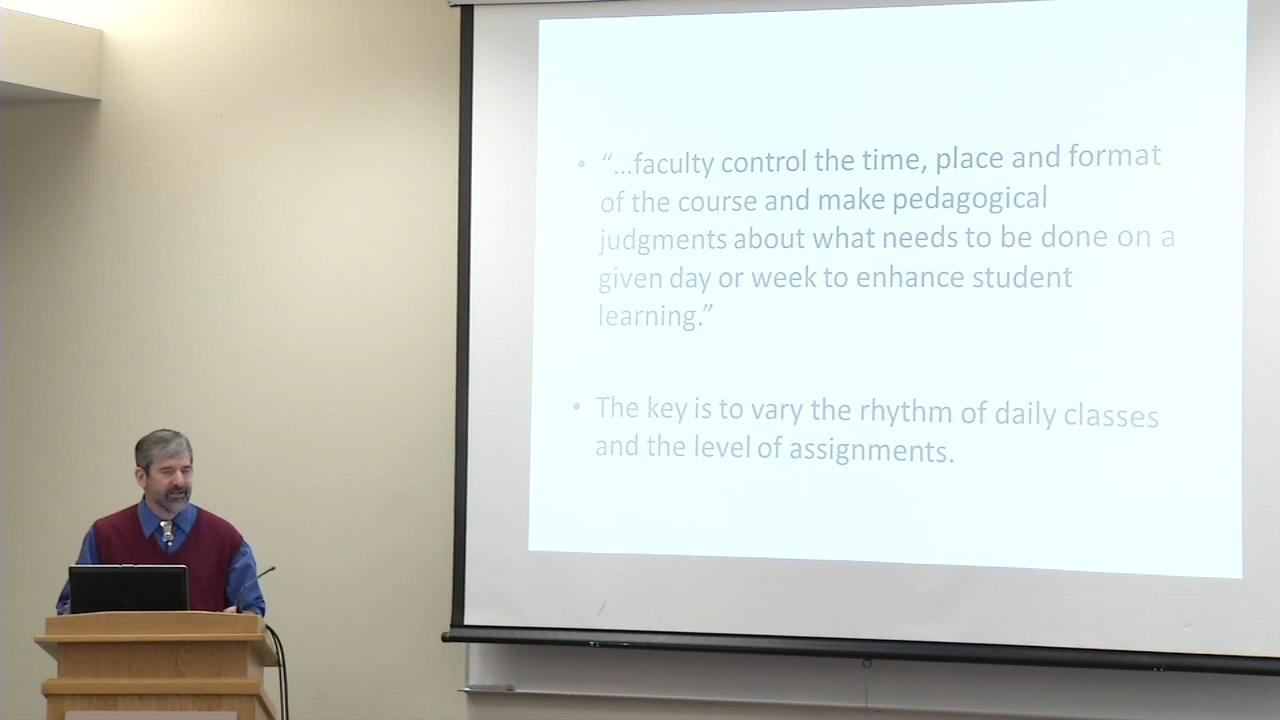 • “...faculty control the time, place and format
of the course and make pedagogical
judgments about what needs to be done on a
given day or week to enhance student
learning.”
• The key is to vary the rhythm of daily classes
and the level of assignments.